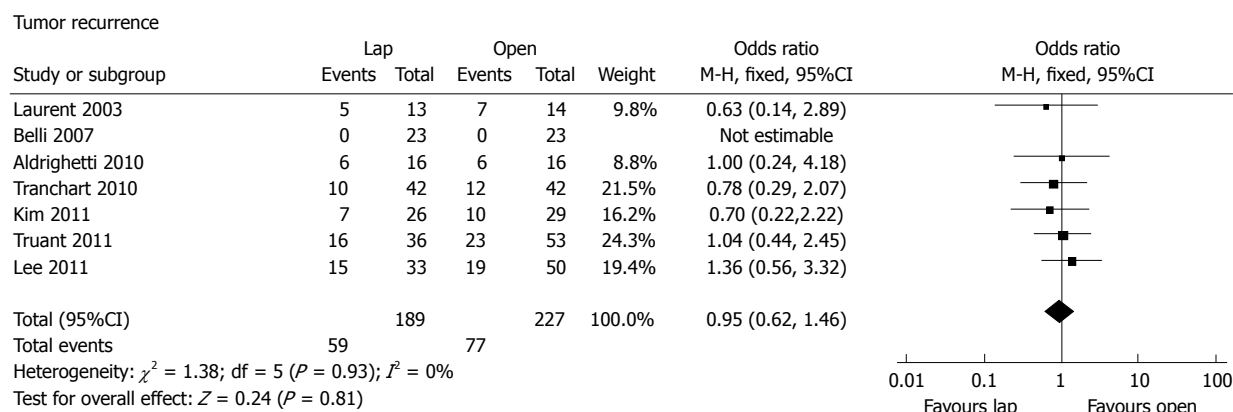 Tumor recurrence
Lap Open Odds ratio Odds ratio
Study or subgroup Events Total Events Total Weight M-H, fixed, 95%CI M-H, fixed, 95%CI
Laurent 2003 5 13 7 14 9.8% 0.63 (0.14, 2.89)
Belli 2007 0 23 0 23 Not estimable
Aldrighetti 2010 6 16 6 16 8.8% 1.00 (0.24, 4.18)
Tranchart 2010 10 42 12 42 21.5% 0.78 (0.29, 2.07)
Kim 2011 7 26 10 29 16.2% 0.70 (0.22,2.22)
Truant 2011 16 36 23 53 24.3% 1.04 (0.44, 2.45)
Lee 2011 15 33 19 50 19.4% 1.36 (0.56, 3.32)
Total (95%CI) 189 227 100.0% 0.95 (0.62, 1.46)
Total events 59 77
Heterogeneity: χ² = 1.38; df = 5 (P = 0.93); I² = 0%
Test for overall effect: Z = 0.24 (P = 0.81)
0.01 0.1 1 10 100
Favours lap Favours open